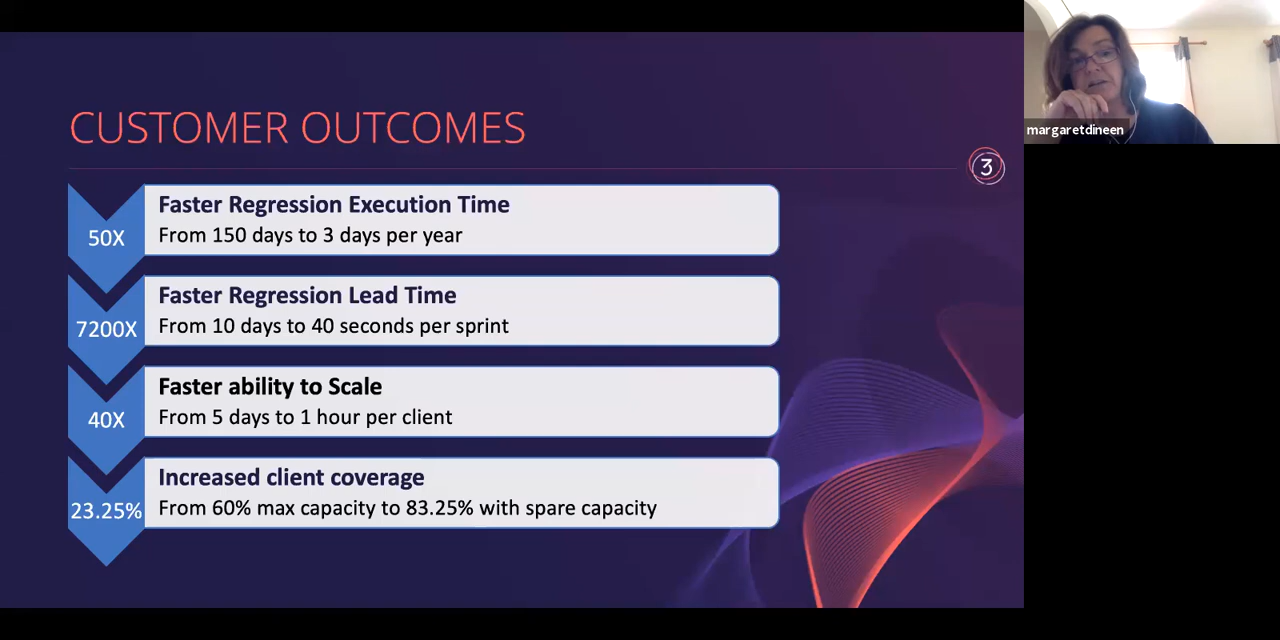 CUSTOMER OUTCOMES
3
50X
Faster Regression Execution Time
From 150 days to 3 days per year
7200X
Faster Regression Lead Time
From 10 days to 40 seconds per sprint
40X
Faster ability to Scale
From 5 days to 1 hour per client
23.25%
Increased client coverage
From 60% max capacity to 83.25% with spare capacity
margaretdineen